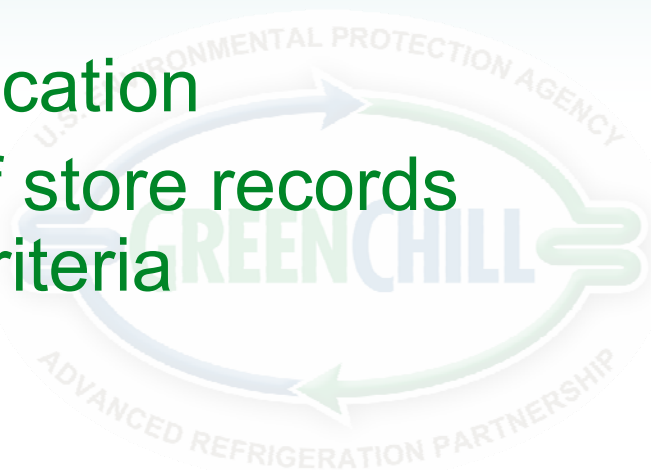 U.S. ENVIRONMENTAL PROTECTION AGENCY
cation
f store records
GREENCHILL
riteria
ADVANCED REFRIGERATION PARTNERSHIP